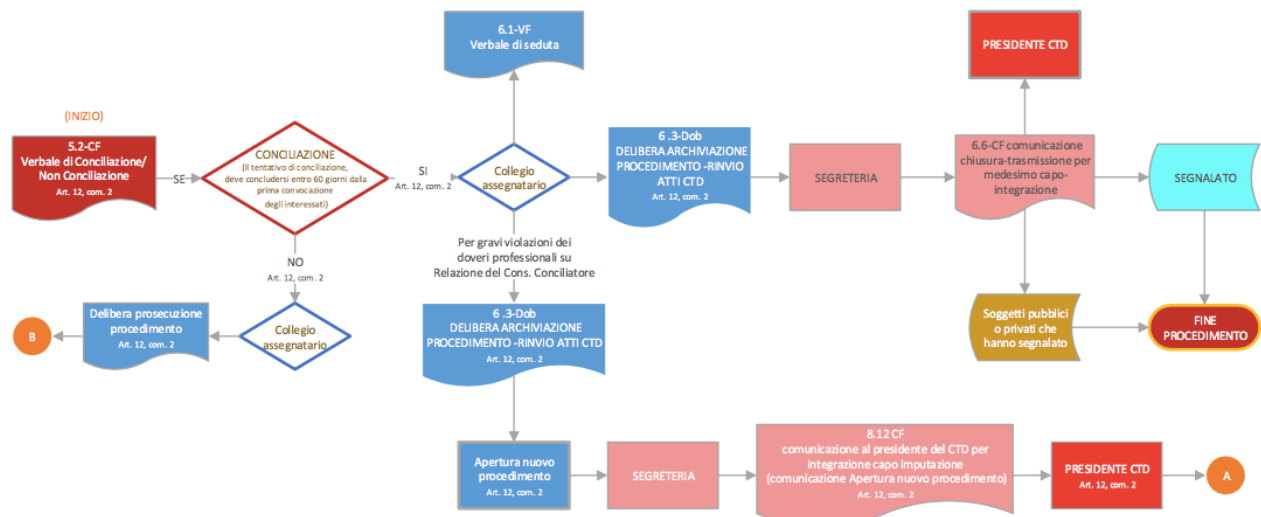 (INIZIO)
5.2-CF
Verbale di Conciliazione/
Non Conciliazione
Art. 12, com. 2
SE
CONCILIAZIONE
(Il tentativo di conciliazione,
deve concludersi entro 60 giorni dalla
prima convocazione
degli interessati)
SI
Art. 12, com. 2
6.1-VF
Verbale di seduta
Collegio
assegnatario
6 .3-Dob
DELIBERA ARCHIVIAZIONE
PROCEDIMENTO -RINVIO
ATTI CTD
Art. 12, com. 2
SEGRETERIA
PRESIDENTE CTD
6.6-CF comunicazione
chiusura-trasmissione per
medesimo capo-
integrazione
SEGNALATO
NO
Art. 12, com. 2
Collegio
assegnatario
Delibera prosecuzione
procedimento
Art. 12, com. 2
B
Per gravi violazioni dei
doveri professionali su
Relazione del Cons. Conciliatore
6 .3-Dob
DELIBERA ARCHIVIAZIONE
PROCEDIMENTO -RINVIO ATTI CTD
Art. 12, com. 2
Soggetti pubblici
o privati che
hanno segnalato
FINE
PROCEDIMENTO
Apertura nuovo
procedimento
Art. 12, com. 2
SEGRETERIA
8.12 CF
comunicazione al presidente del CTD per
integrazione capo imputazione
(comunicazione Apertura nuovo procedimento)
Art. 12, com. 2
PRESIDENTE CTD
Art. 12, com. 2
A